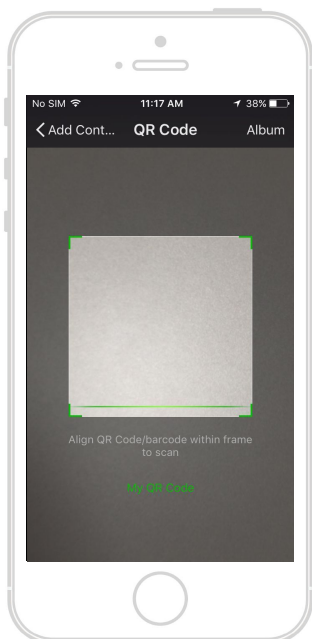 No SIM 11:17 AM 38%
Add Cont... QR Code Album
Align QR Code/barcode within frame
to scan
My QR Code